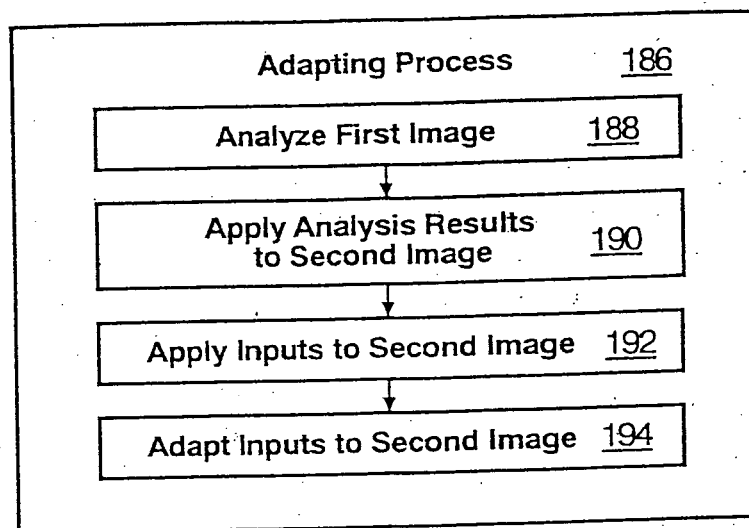 Adapting Process 186
Analyze First Image 188
Apply Analysis Results
to Second Image 190
Apply Inputs to Second Image 192
Adapt Inputs to Second Image 194